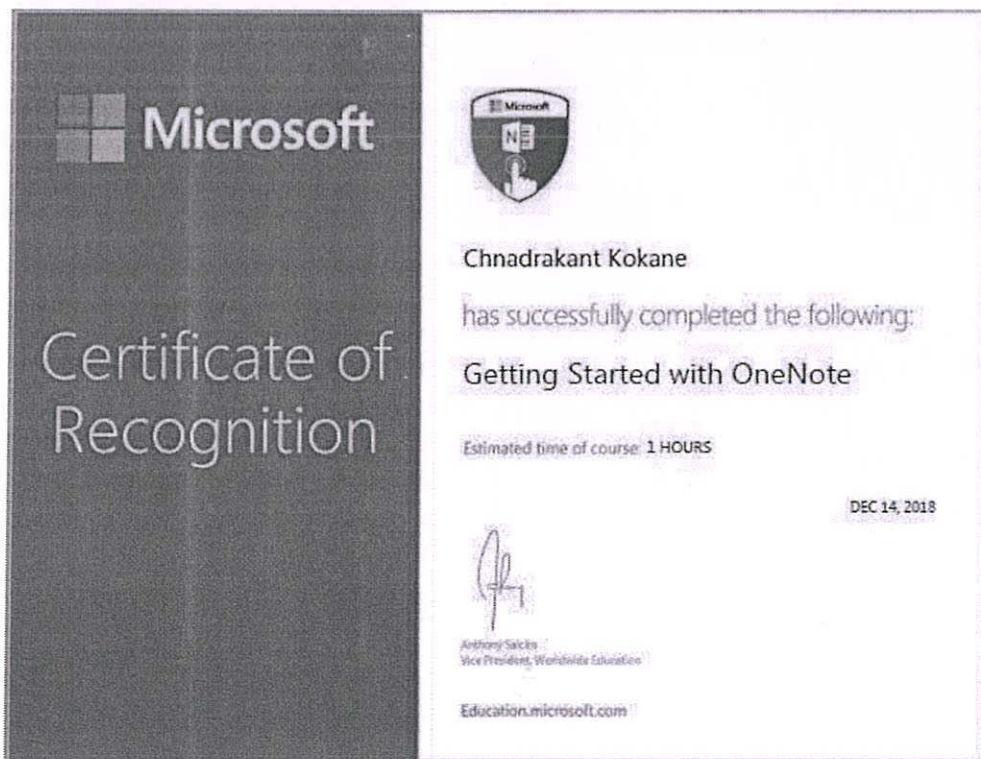 Microsoft
Certificate of
Recognition
Microsoft
N
Chnadrakant Kokane
has successfully completed the following:
Getting Started with OneNote
Estimated time of course: 1 HOURS
DEC 14, 2018
Anthony Salcito
Vice President, Worldwide Education
Education.microsoft.com